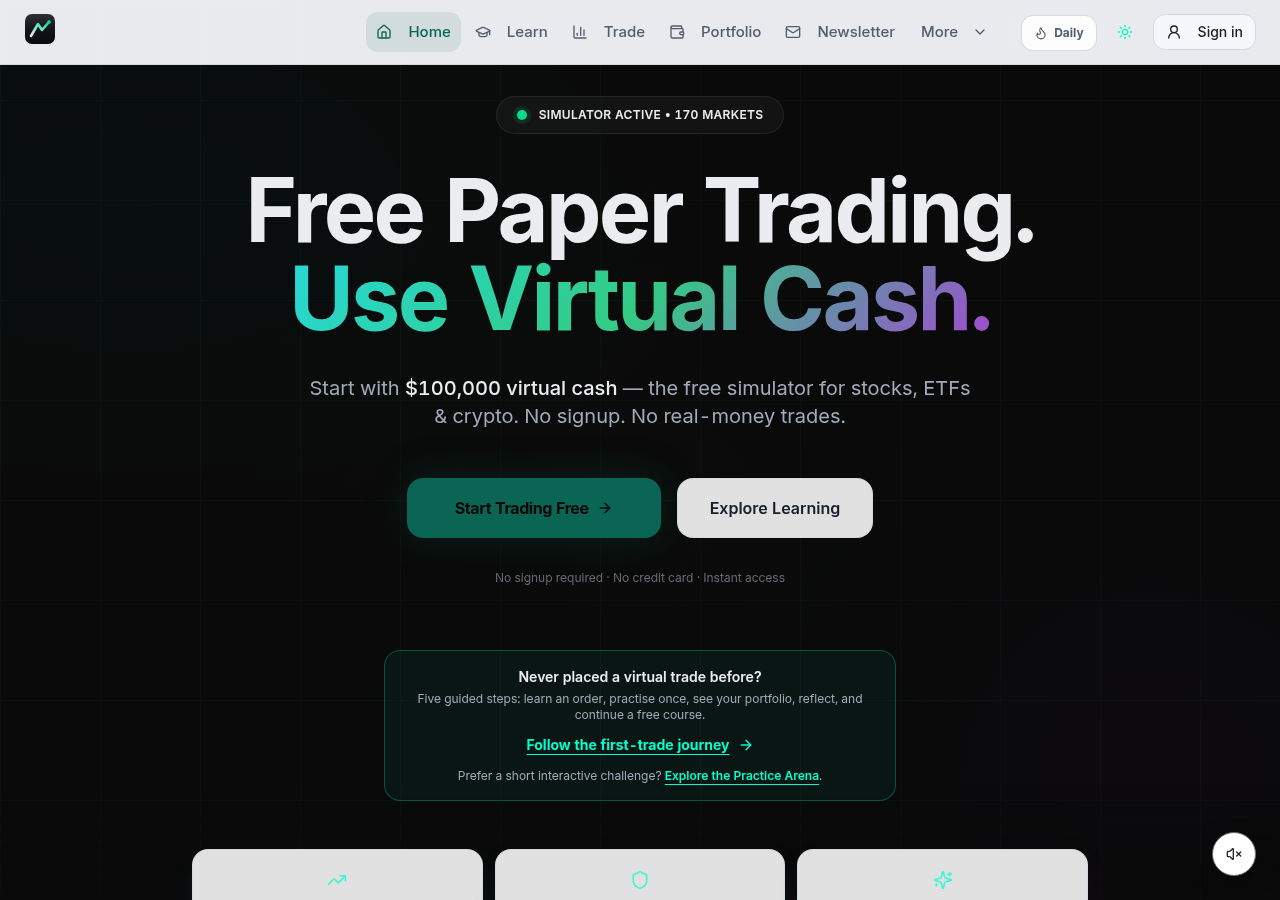 Home
Learn
Trade
Portfolio
Newsletter
More
Daily
Sign in
SIMULATOR ACTIVE • 170 MARKETS
Free Paper Trading.
Use Virtual Cash.
Start with $100,000 virtual cash — the free simulator for stocks, ETFs
& crypto. No signup. No real-money trades.
Start Trading Free →
Explore Learning
No signup required · No credit card · Instant access
Never placed a virtual trade before?
Five guided steps: learn an order, practise once, see your portfolio, reflect, and
continue a free course.
Follow the first-trade journey →
Prefer a short interactive challenge? Explore the Practice Arena.